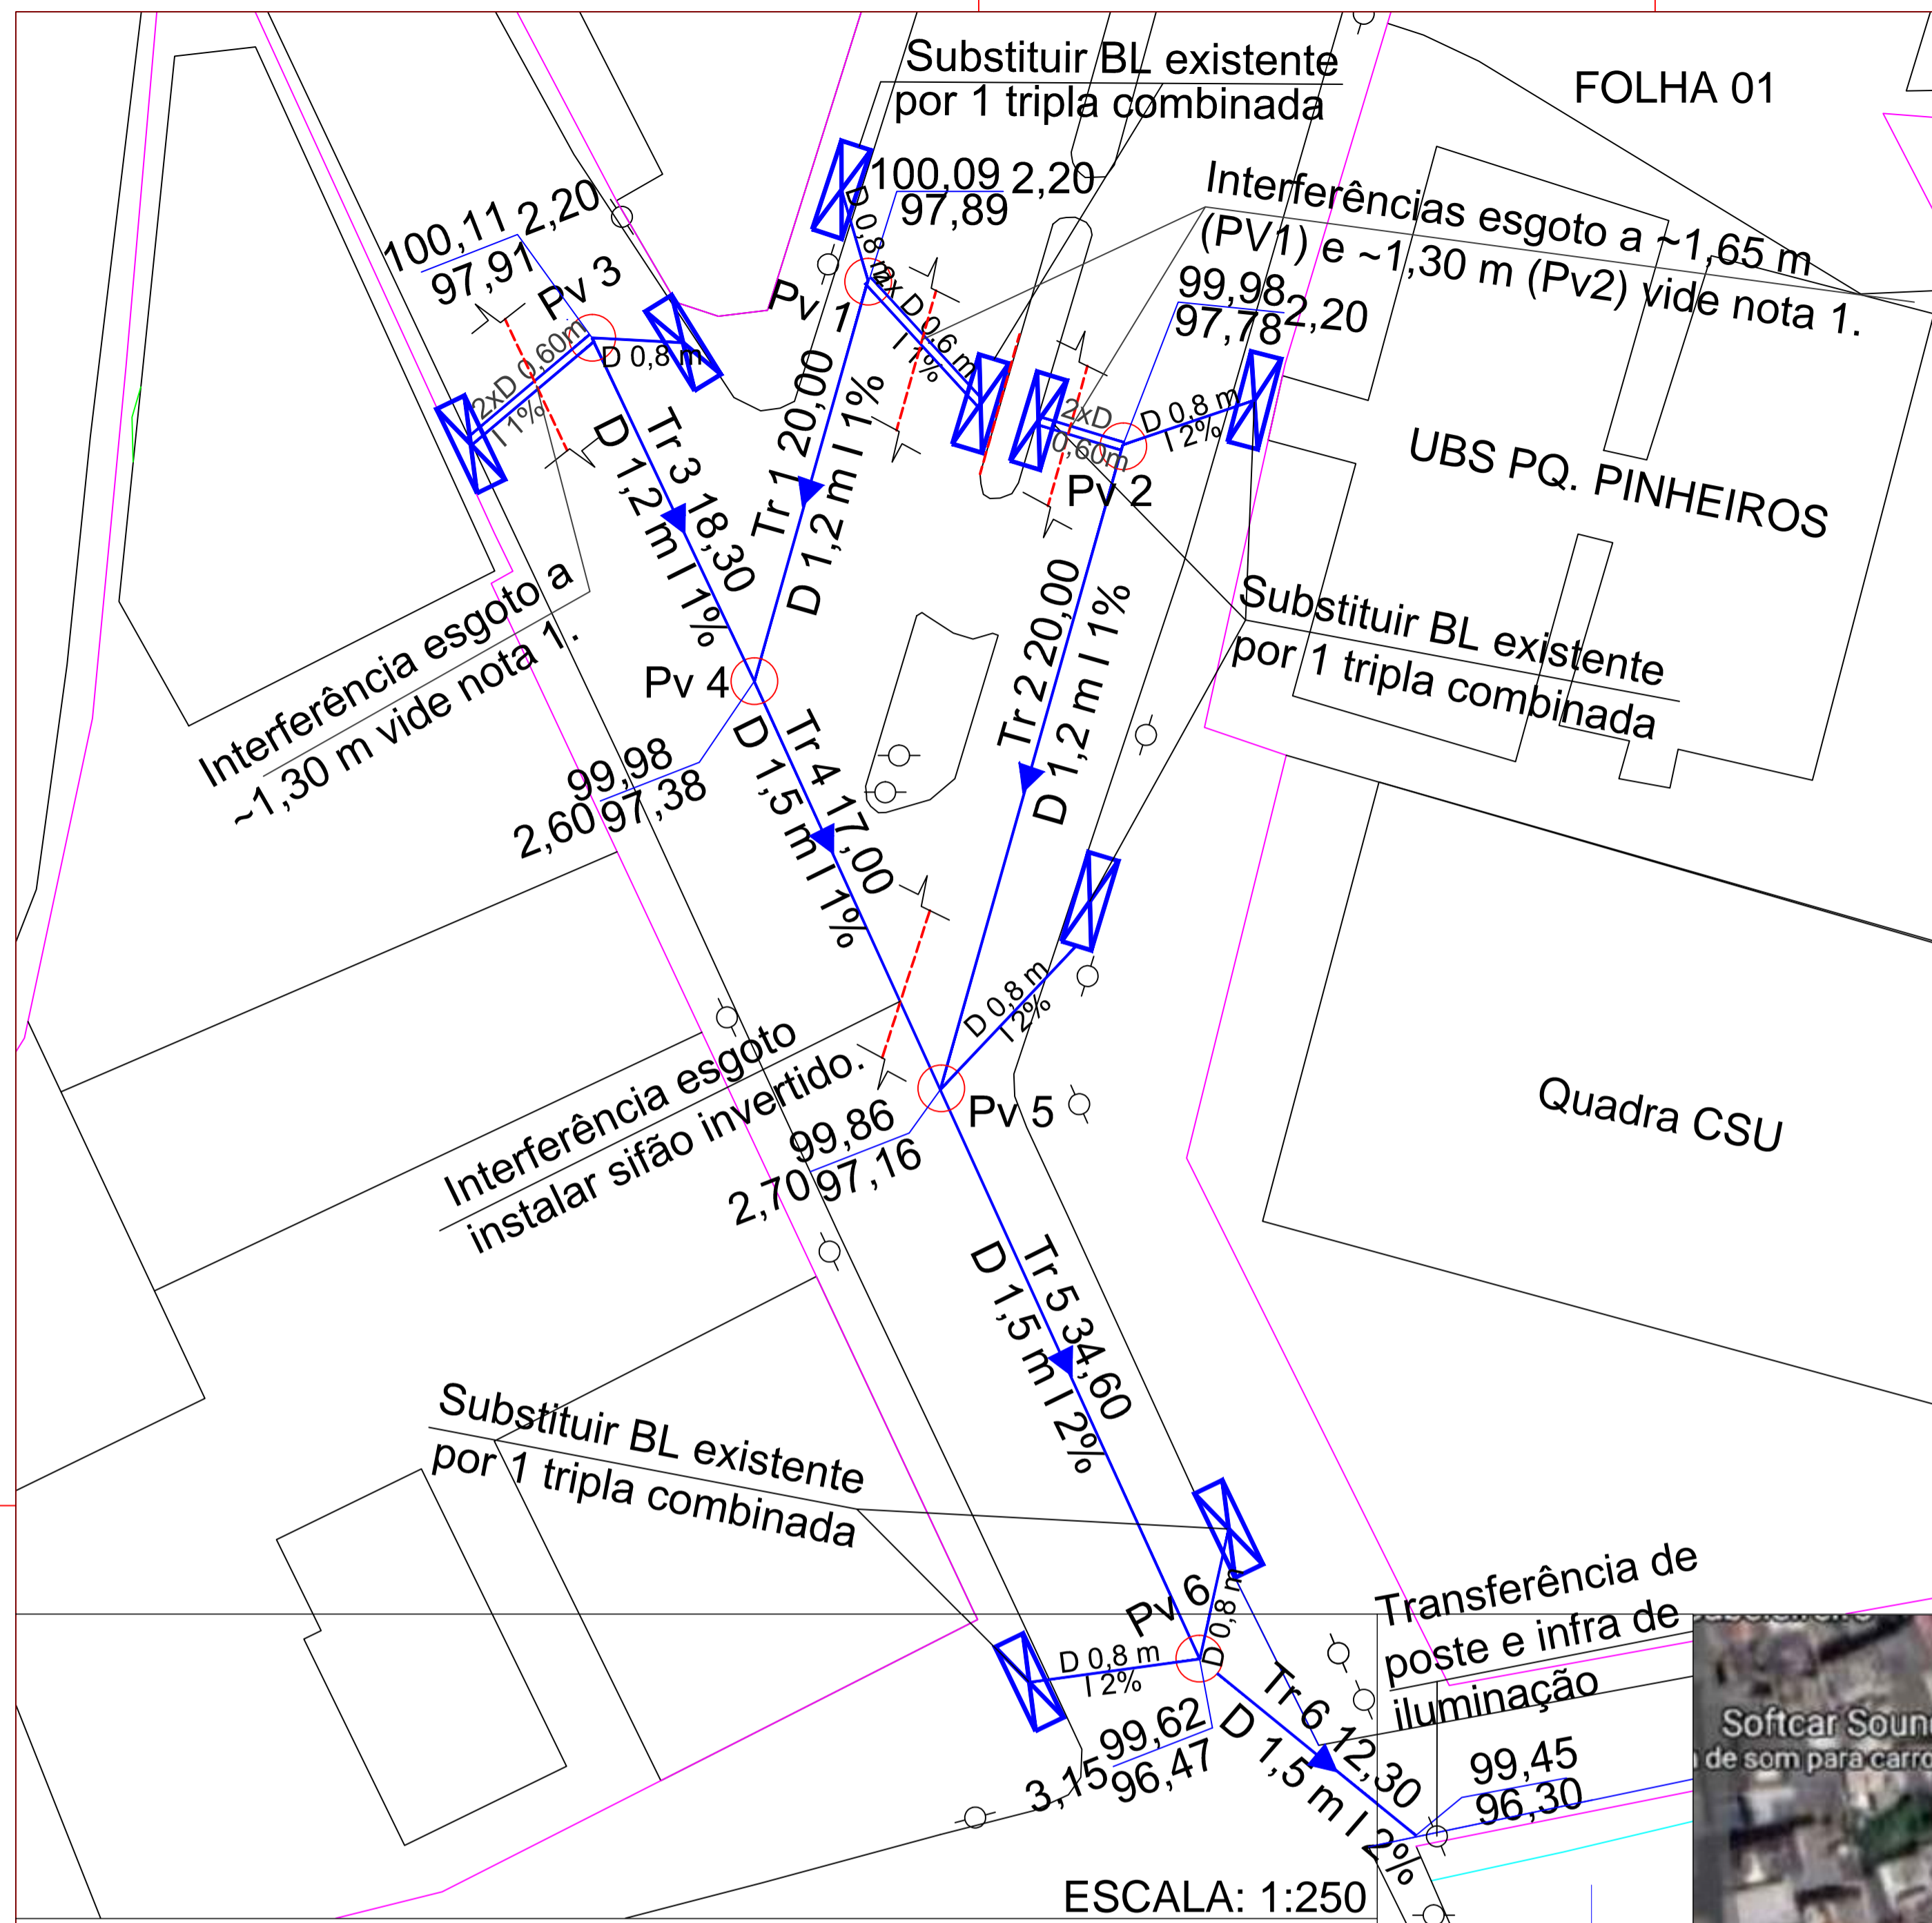 Substituir BL existente
por 1 tripla combinada
FOLHA 01
100,09 2,20
97,89
Interferências esgoto a ~1,65 m
(PV1) e ~1,30 m (Pv2) vide nota 1.
100,11 2,20
97,91
Pv 3
D 0,8 m
Pv 1
2x D 0,6 m
I 1%
99,98 2,20
97,78
2xD 0,60m
I 1%
D 0,8 m
2xD
0,60m
D 0,8 m
I 2%
Pv 2
UBS PQ. PINHEIROS
Tr 3 18,30
D 1,2 m I 1%
Tr 1 20,00
D 1,2 m I 1%
Tr 2 20,00
D 1,2 m I 1%
Substituir BL existente
por 1 tripla combinada
Interferência esgoto a
~1,30 m vide nota 1.
Pv 4
99,98
2,60 97,38
Tr 4 17,00
D 1,5 m I 1%
D 0,8 m
I 2%
Interferência esgoto
instalar sifão invertido.
Pv 5
99,86
2,70 97,16
Quadra CSU
Tr 5 34,60
D 1,5 m I 2%
Substituir BL existente
por 1 tripla combinada
Pv 6
D 0,8 m
D 0,8 m
I 2%
99,62
3,15 96,47
Transferência de
poste e infra de
iluminação
Tr 6 12,30
D 1,5 m I 2%
99,45
96,30
Softcar Soun
de som para carro
ESCALA: 1:250